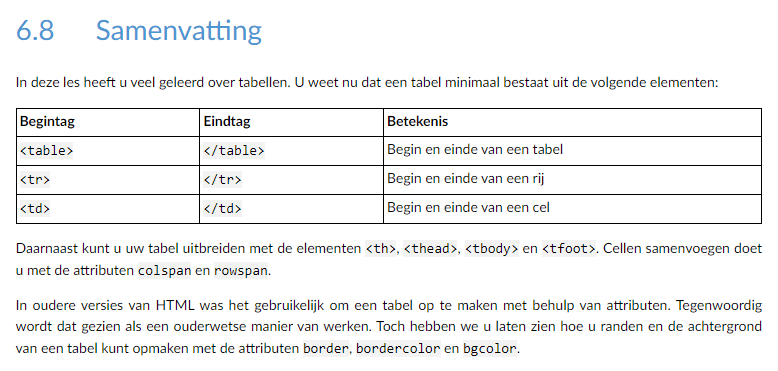 6.8 Samenvatting
In deze les heeft u veel geleerd over tabellen. U weet nu dat een tabel minimaal bestaat uit de volgende elementen:
Begintag Eindtag Betekenis
<table> </table> Begin en einde van een tabel
<tr> </tr> Begin en einde van een rij
<td> </td> Begin en einde van een cel
Daarnaast kunt u uw tabel uitbreiden met de elementen <th>, <thead>, <tbody> en <tfoot>. Cellen samenvoegen doet
u met de attributen colspan en rowspan.
In oudere versies van HTML was het gebruikelijk om een tabel op te maken met behulp van attributen. Tegenwoordig
wordt dat gezien als een ouderwetse manier van werken. Toch hebben we u laten zien hoe u randen en de achtergrond
van een tabel kunt opmaken met de attributen border, bordercolor en bgcolor.